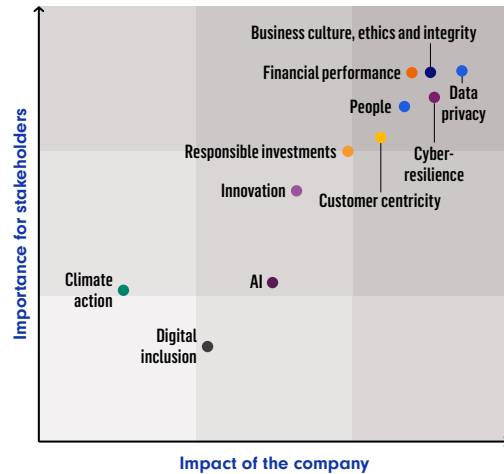 Business culture, ethics and integrity
Financial performance
Data
privacy
People
Cyber-
resilience
Responsible investments
Customer centricity
Innovation
Climate
action
AI
Digital
inclusion
Importance for stakeholders
Impact of the company